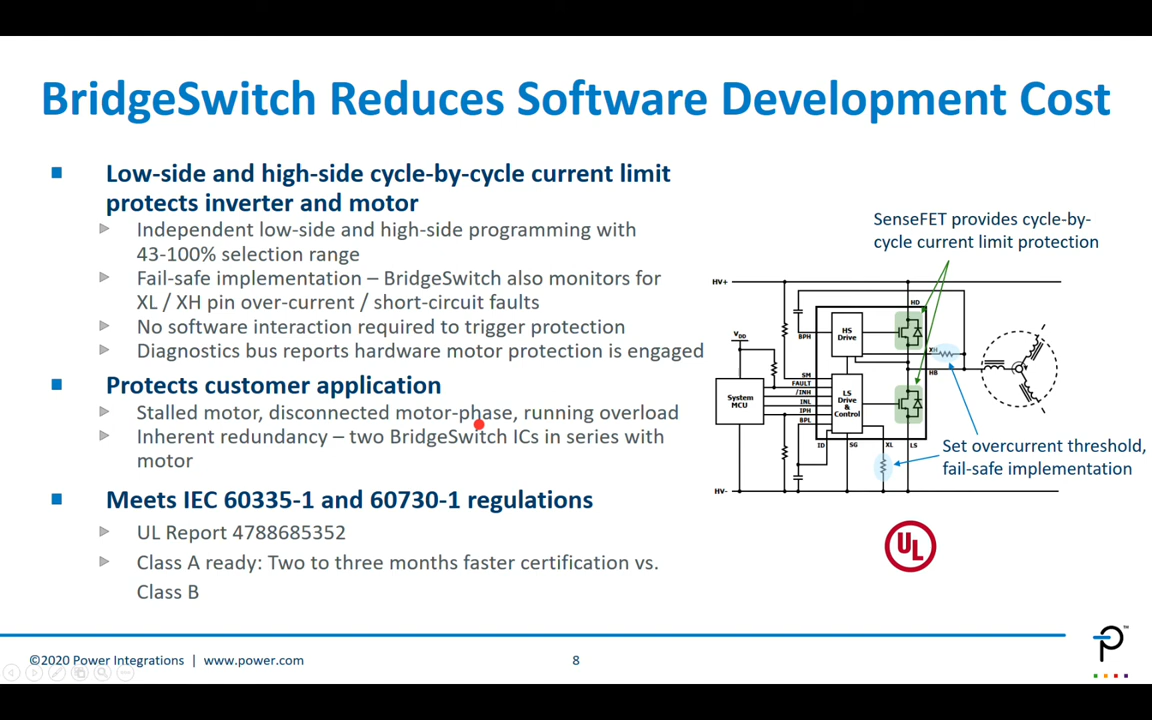 BridgeSwitch Reduces Software Development Cost
Low-side and high-side cycle-by-cycle current limit
protects inverter and motor
Independent low-side and high-side programming with
43-100% selection range
Fail-safe implementation – BridgeSwitch also monitors for
XL / XH pin over-current / short-circuit faults
No software interaction required to trigger protection
Diagnostics bus reports hardware motor protection is engaged
Protects customer application
Stalled motor, disconnected motor-phase, running overload
Inherent redundancy – two BridgeSwitch ICs in series with
motor
Meets IEC 60335-1 and 60730-1 regulations
UL Report 4788685352
Class A ready: Two to three months faster certification vs.
Class B
SenseFET provides cycle-by-
cycle current limit protection
HV+
HD
VDD
BPH
HS
Drive
XH
HB
SM
FAULT
/INH
INL
IPH
BPL
System
MCU
LS
Drive
&
Control
ID
SG
XL
LS
HV-
Set overcurrent threshold,
fail-safe implementation
UL
©2020 Power Integrations | www.power.com
8
TM